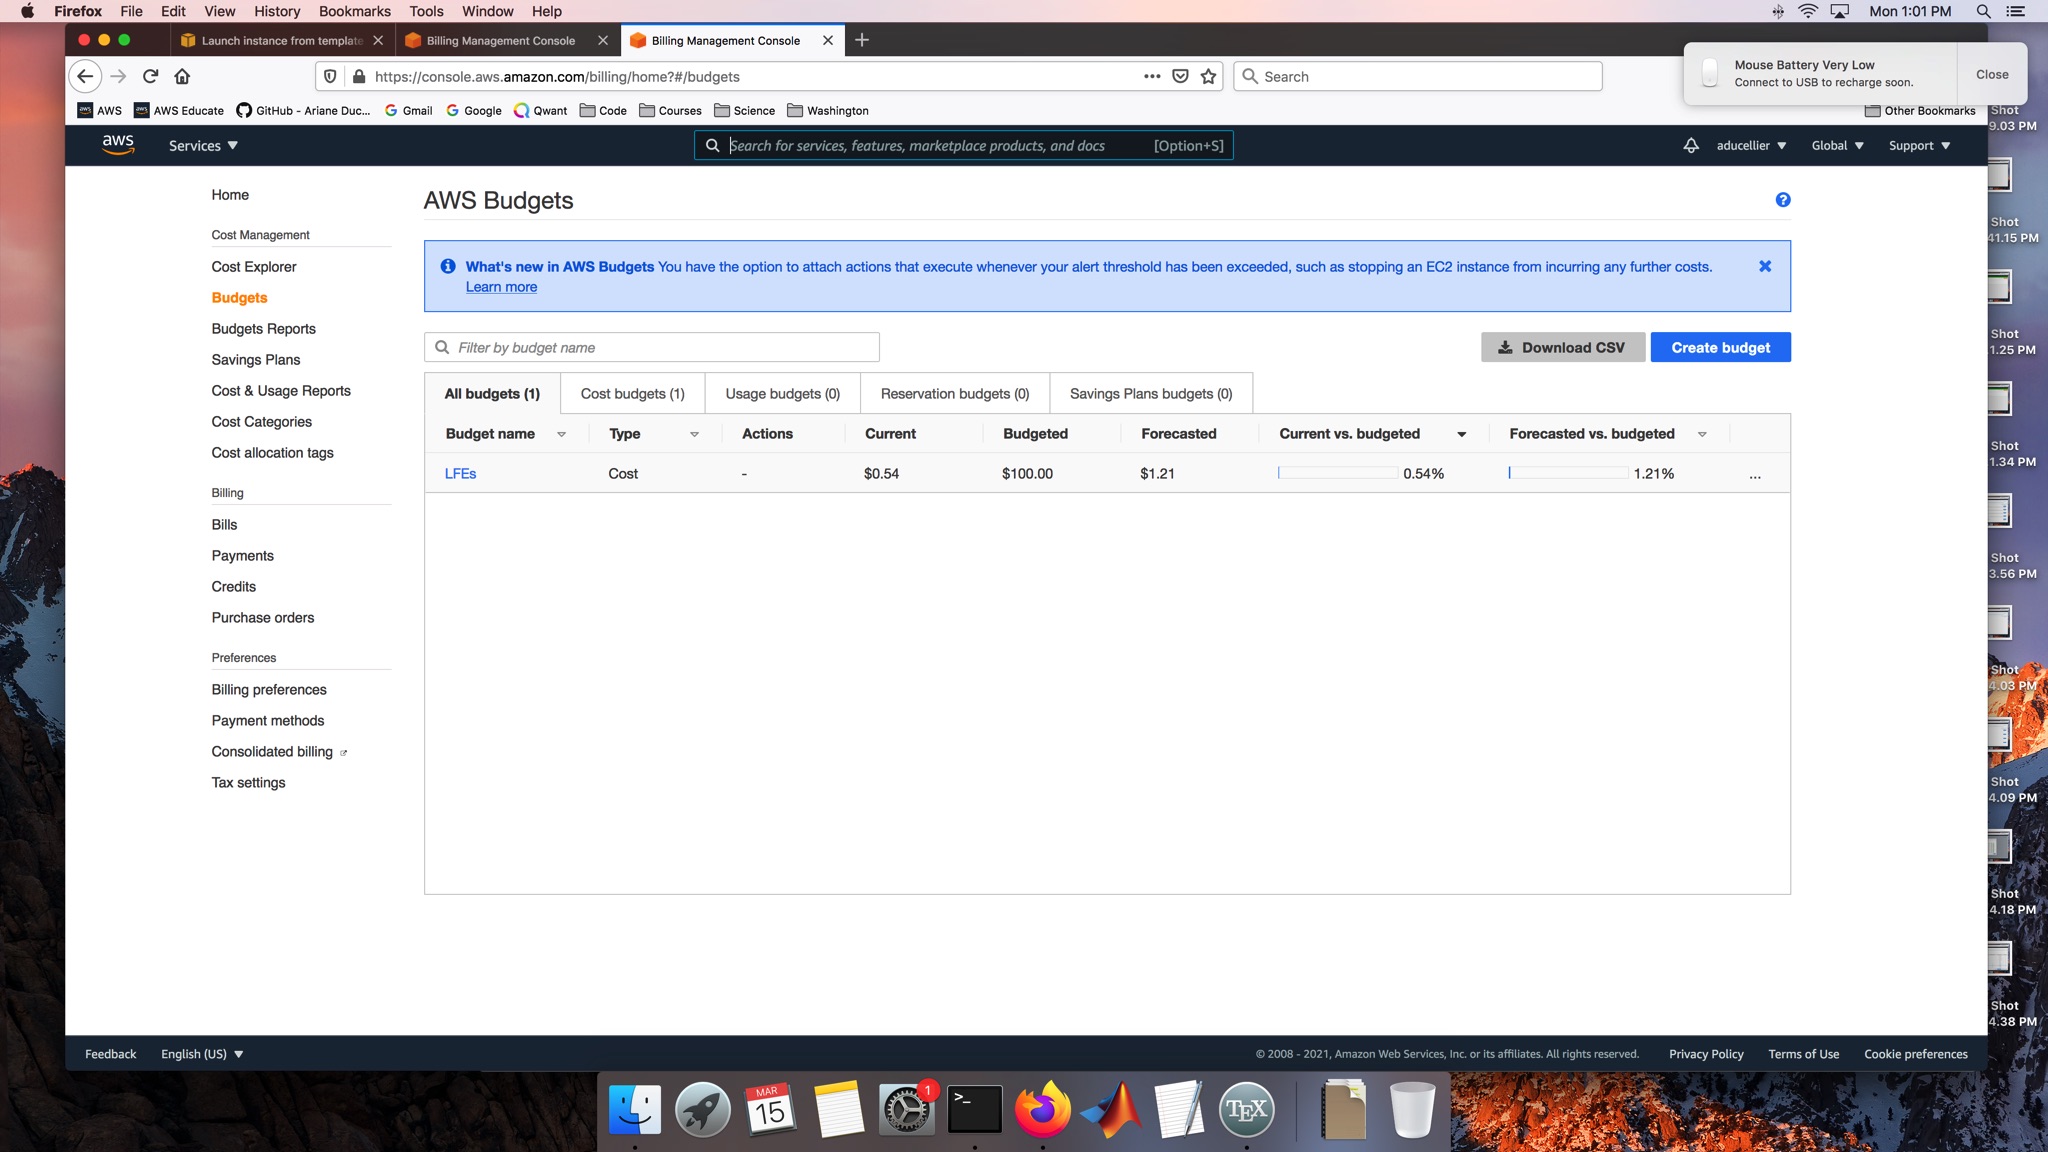 Firefox File Edit View History Bookmarks Tools Window Help Mon 1:01 PM
Launch instance from template Billing Management Console Billing Management Console
https://console.aws.amazon.com/billing/home?#/budgets Search
Mouse Battery Very Low
Connect to USB to recharge soon.
Close
AWS AWS Educate GitHub - Ariane Duc... Gmail Google Qwant Code Courses Science Washington Other Bookmarks
aws Services Search for services, features, marketplace products, and docs [Option+S] aducellier Global Support
Home
Cost Management
Cost Explorer
Budgets
Budgets Reports
Savings Plans
Cost & Usage Reports
Cost Categories
Cost allocation tags
Billing
Bills
Payments
Credits
Purchase orders
Preferences
Billing preferences
Payment methods
Consolidated billing
Tax settings
AWS Budgets
What's new in AWS Budgets You have the option to attach actions that execute whenever your alert threshold has been exceeded, such as stopping an EC2 instance from incurring any further costs.
Learn more
Filter by budget name
Download CSV Create budget
All budgets (1) Cost budgets (1) Usage budgets (0) Reservation budgets (0) Savings Plans budgets (0)
Budget name Type Actions Current Budgeted Forecasted Current vs. budgeted Forecasted vs. budgeted
LFEs Cost - $0.54 $100.00 $1.21 0.54% 1.21% ...
Shot
9.03 PM
Shot
41.15 PM
Shot
1.25 PM
Shot
1.34 PM
Shot
3.56 PM
Shot
4.03 PM
Shot
4.09 PM
Shot
4.18 PM
Shot
4.38 PM
Feedback English (US) © 2008 - 2021, Amazon Web Services, Inc. or its affiliates. All rights reserved. Privacy Policy Terms of Use Cookie preferences
MAR
15
1
>_
TEX